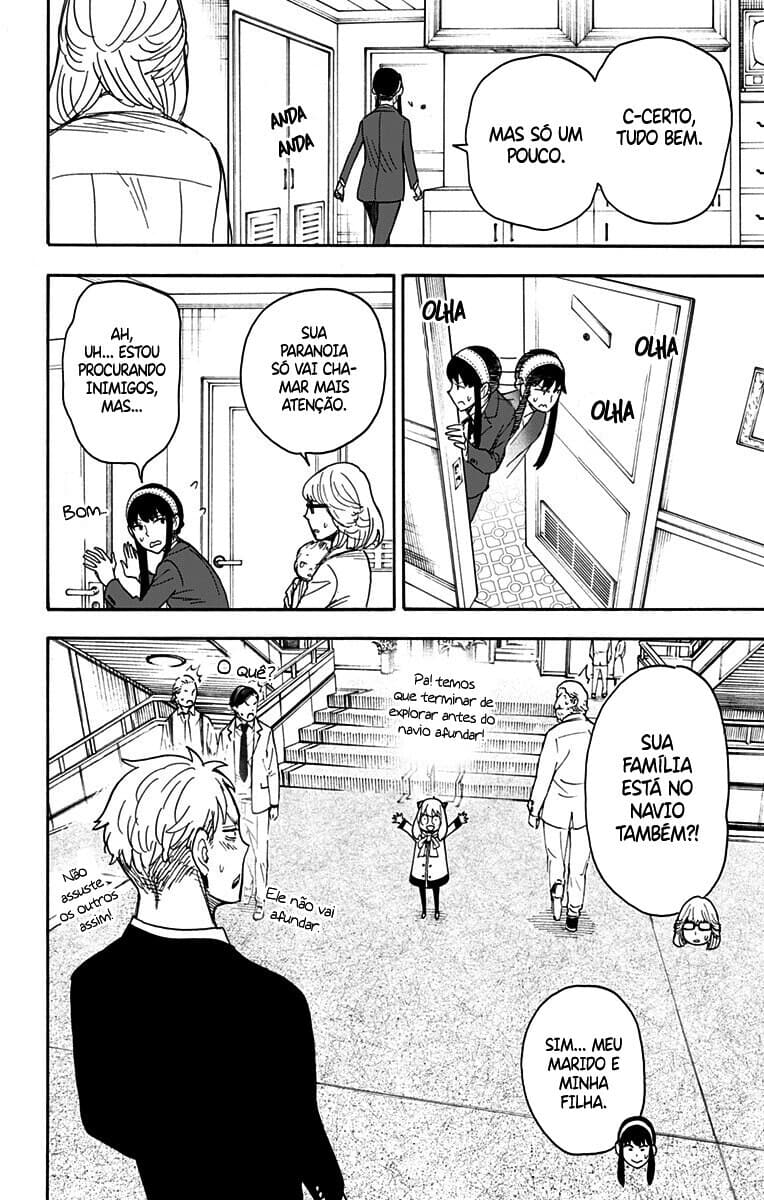 C-CERTO,
TUDO BEM.
MAS SÓ UM
POUCO.
ANDA
ANDA
OLHA
OLHA
OLHA
SUA
PARANOIA
SÓ VAI CHA-
MAR MAIS
ATENÇÃO.
AH,
UH... ESTOU
PROCURANDO
INIMIGOS,
MAS...
Bom...
SUA
FAMÍLIA
ESTÁ NO
NAVIO
TAMBÉM?!
Pa! temos
que terminar de
explorar antes do
navio afundar!
O quê?
Ele não vai
afundar.
Não
assuste
os outros
assim!
SIM... MEU
MARIDO E
MINHA
FILHA.